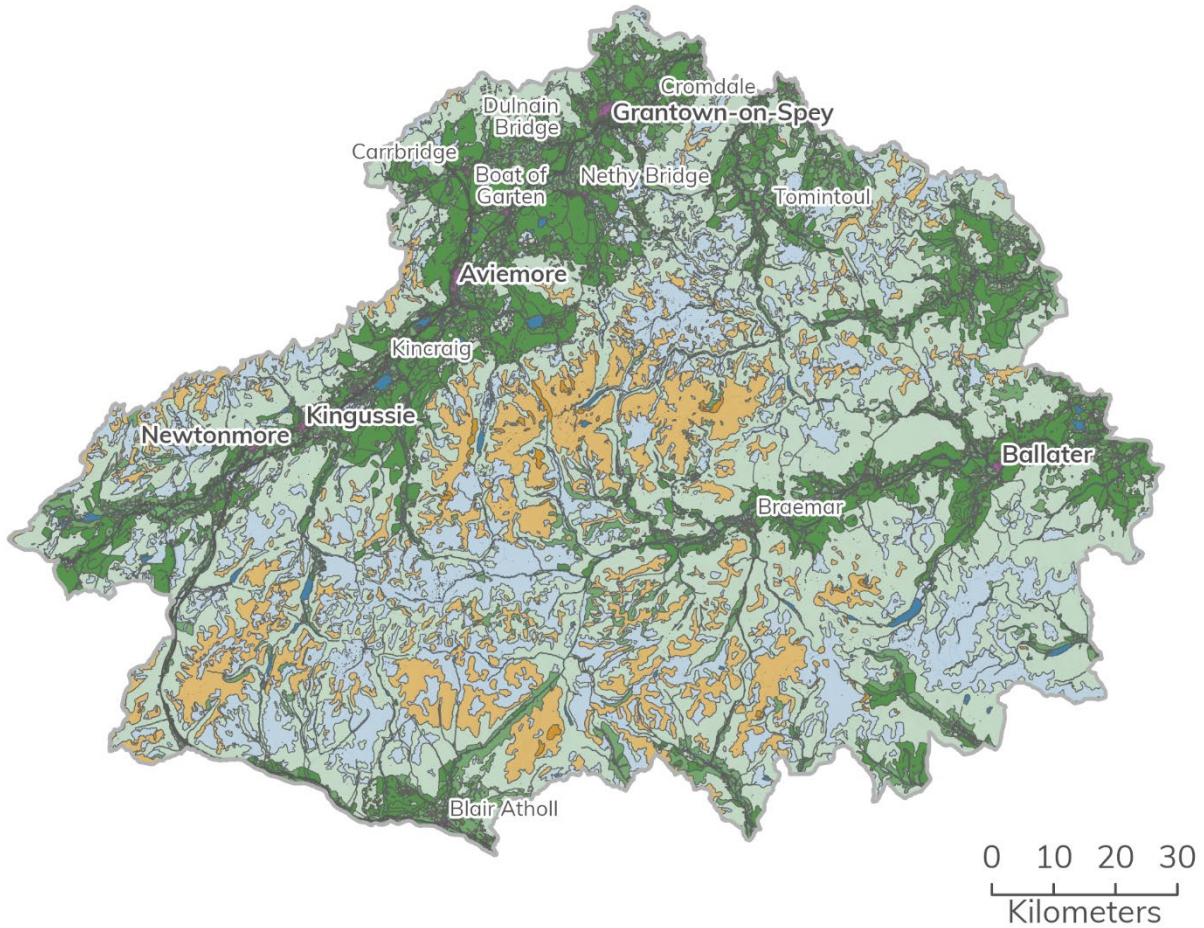 Cromdale
Grantown-on-Spey
Dulnain
Bridge
Carrbridge
Boat of
Garten
Nethy Bridge
Tomintoul
Aviemore
Kincraig
Kingussie
Newtonmore
Ballater
Braemar
Blair Atholl
0 10 20 30
Kilometers